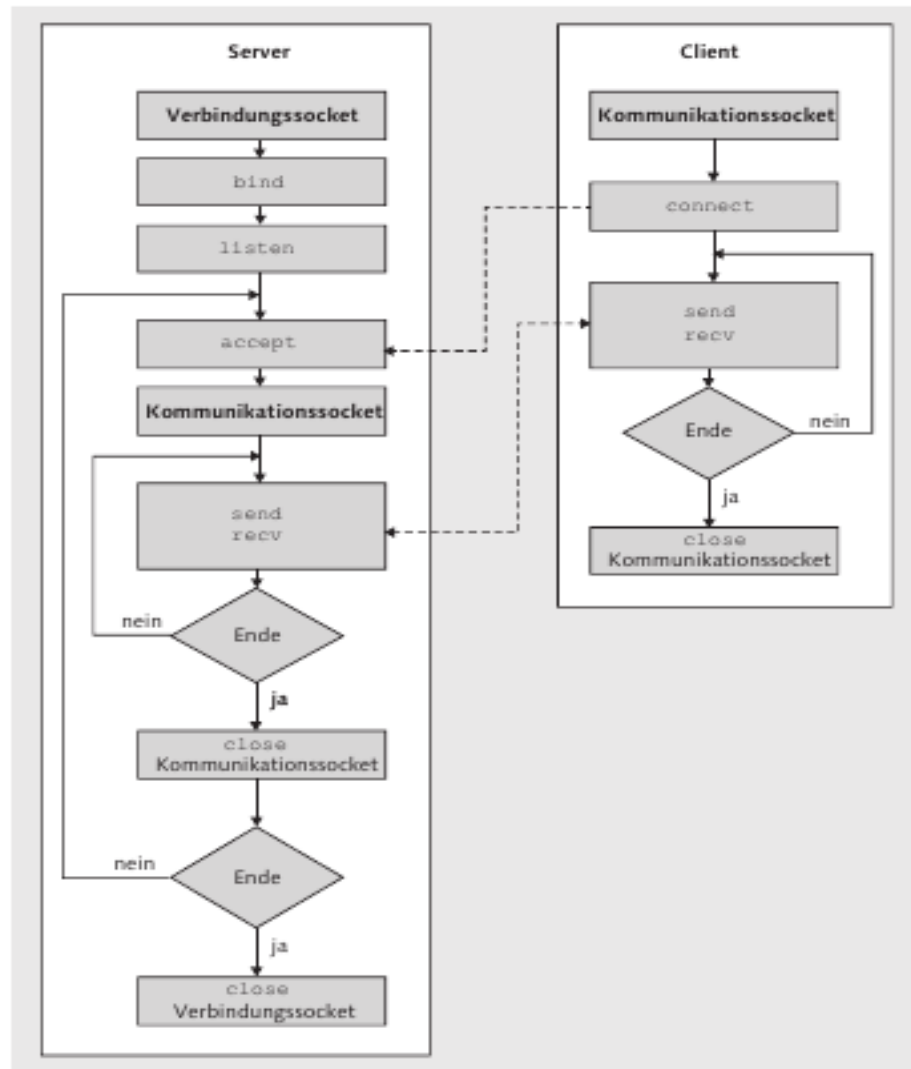 Server
Verbindungssocket
bind
listen
accept
Kommunikationssocket
send
recv
nein
Ende
ja
close
Kommunikationssocket
nein
Ende
ja
close
Verbindungssocket
Client
Kommunikationssocket
connect
send
recv
Ende
nein
ja
close
Kommunikationssocket